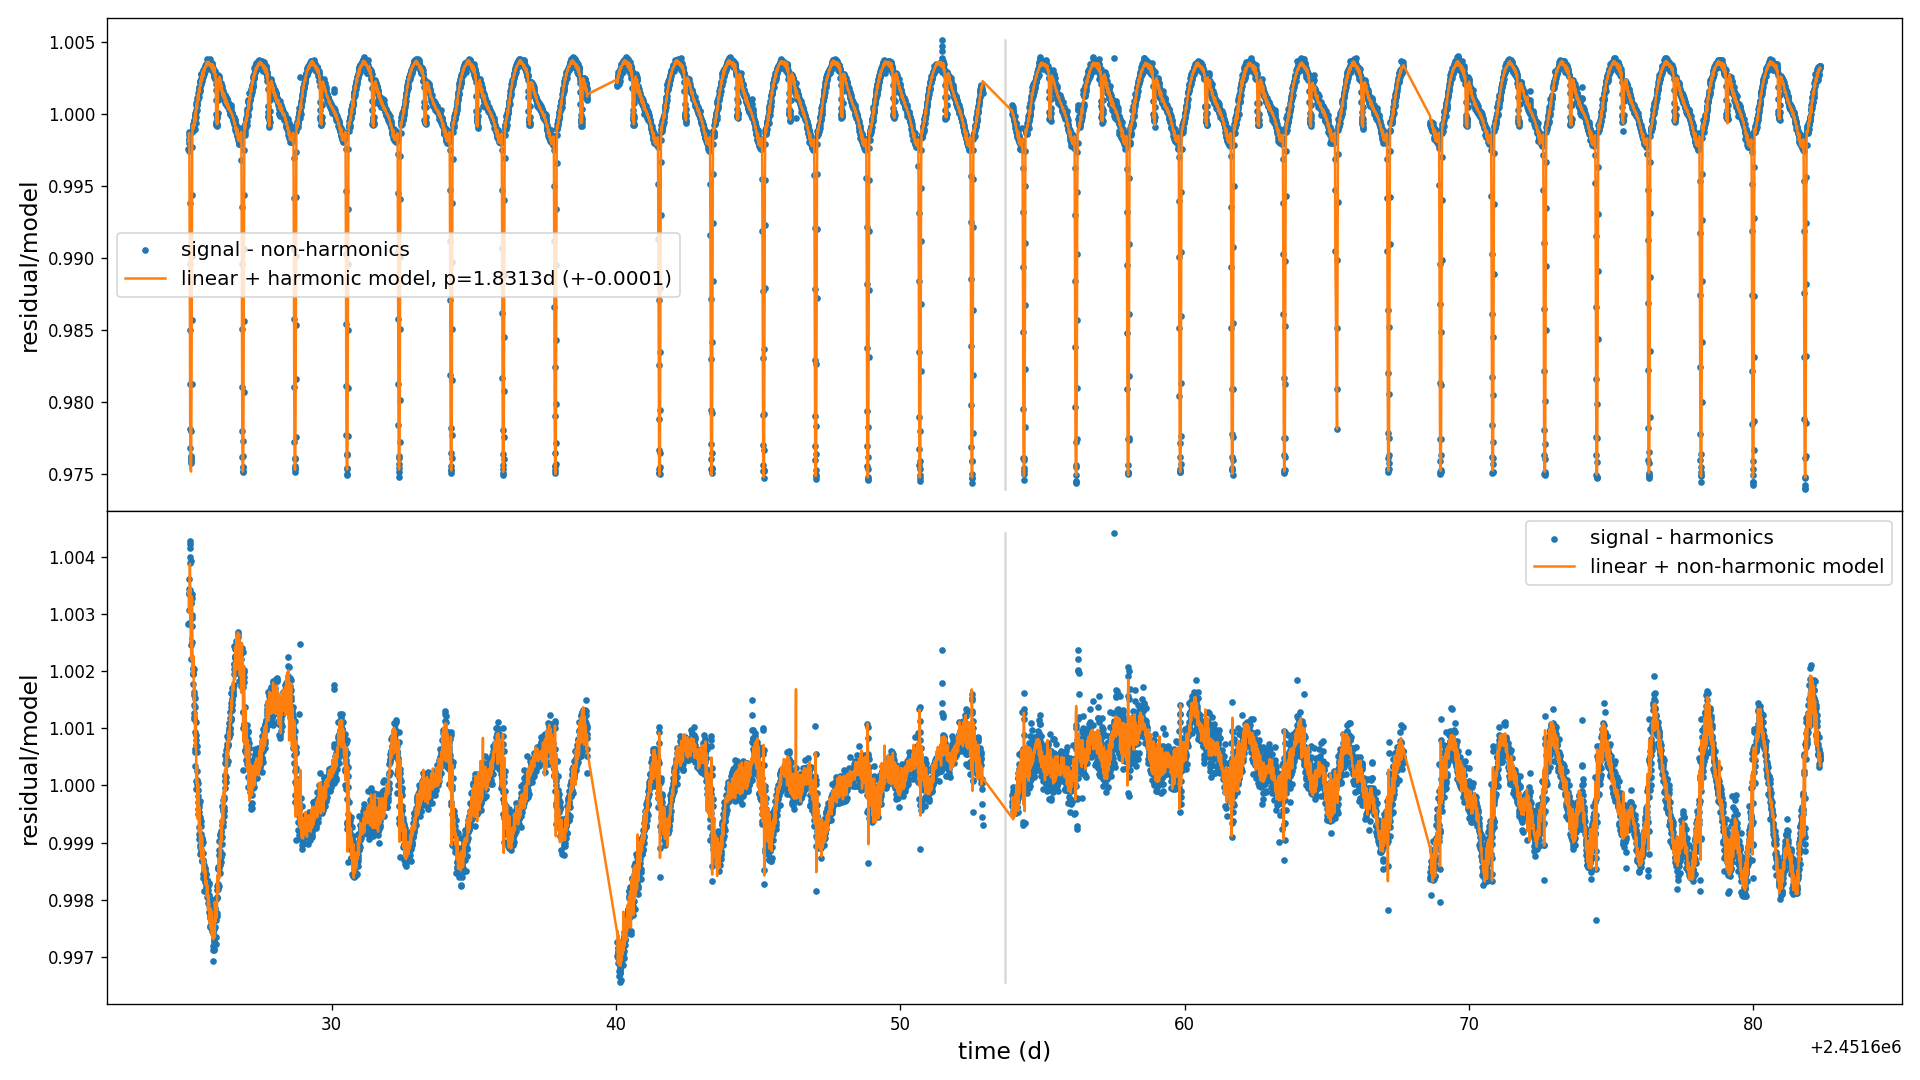 1.005
1.000
0.995
0.990
0.985
0.980
0.975
residual/model
signal - non-harmonics
linear + harmonic model, p=1.8313d (+-0.0001)
1.004
1.003
1.002
1.001
1.000
0.999
0.998
0.997
residual/model
signal - harmonics
linear + non-harmonic model
30
40
50
60
70
80
time (d)
+2.4516e6